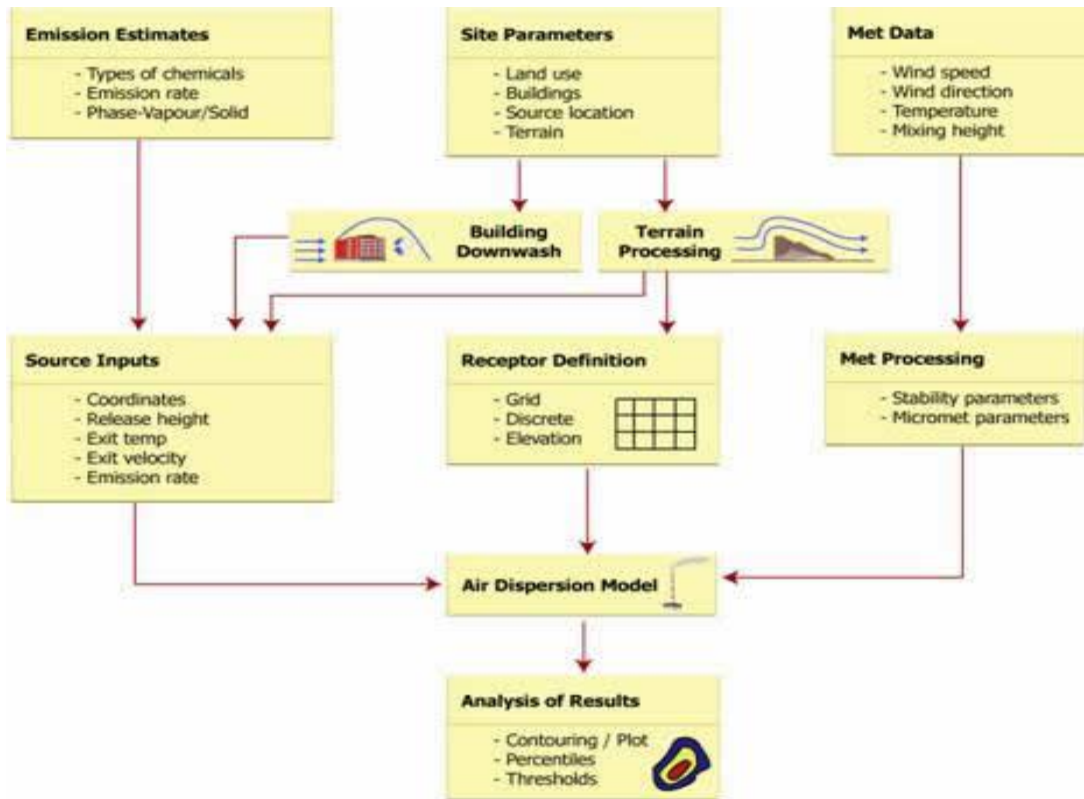 Emission Estimates
- Types of chemicals
- Emission rate
- Phase-Vapour/Solid
Site Parameters
- Land use
- Buildings
- Source location
- Terrain
Met Data
- Wind speed
- Wind direction
- Temperature
- Mixing height
Building
Downwash
Terrain
Processing
Source Inputs
- Coordinates
- Release height
- Exit temp
- Exit velocity
- Emission rate
Receptor Definition
- Grid
- Discrete
- Elevation
Met Processing
- Stability parameters
- Micromet parameters
Air Dispersion Model
Analysis of Results
- Contouring / Plot
- Percentiles
- Thresholds